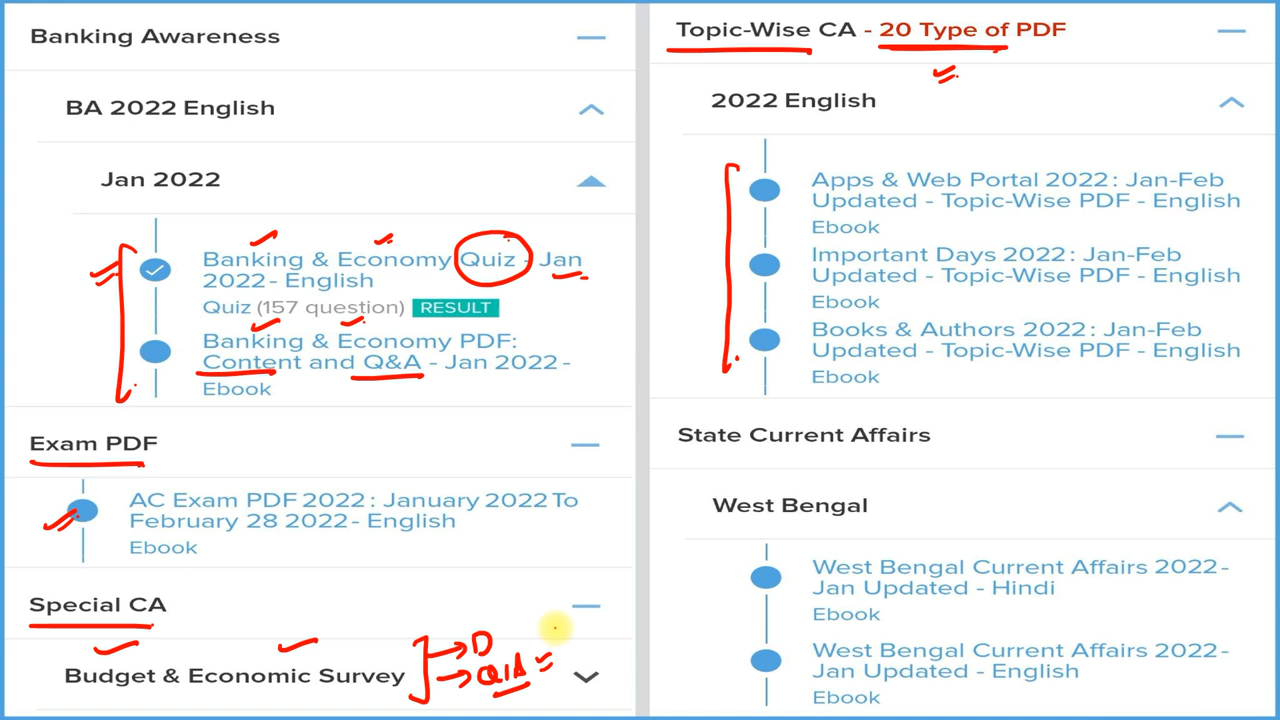 Banking Awareness
BA 2022 English
Jan 2022
Banking & Economy Quiz - Jan
2022- English
Quiz (157 question) RESULT
Banking & Economy PDF:
Content and Q&A - Jan 2022 -
Ebook
Exam PDF
AC Exam PDF 2022: January 2022 To
February 28 2022- English
Ebook
Special CA
Budget & Economic Survey
D
Q/A
Topic-Wise CA - 20 Type of PDF
2022 English
Apps & Web Portal 2022: Jan-Feb
Updated - Topic-Wise PDF - English
Ebook
Important Days 2022: Jan-Feb
Updated - Topic-Wise PDF - English
Ebook
Books & Authors 2022: Jan-Feb
Updated - Topic-Wise PDF - English
Ebook
State Current Affairs
West Bengal
West Bengal Current Affairs 2022-
Jan Updated - Hindi
Ebook
West Bengal Current Affairs 2022-
Jan Updated - English
Ebook